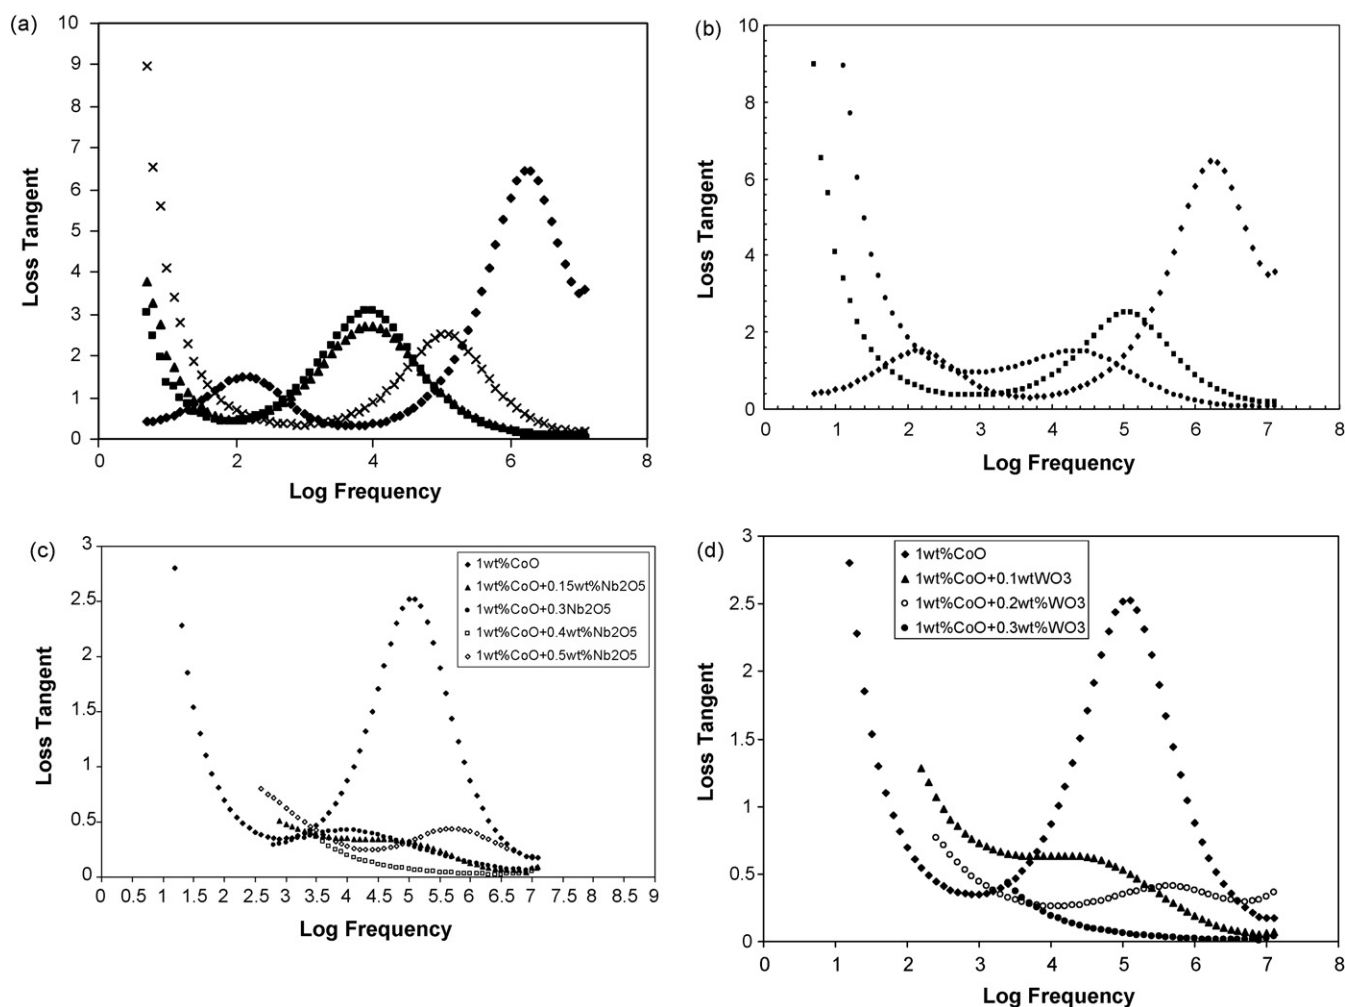 (a)
10
9
8
7
6
5
4
3
2
1
0
0 2 4 6 8
Loss Tangent
Log Frequency
(b)
10
8
6
4
2
0
0 1 2 3 4 5 6 7 8
Loss Tangent
Log Frequency
(c)
3
2.5
2
1.5
1
0.5
0
0 0.5 1 1.5 2 2.5 3 3.5 4 4.5 5 5.5 6 6.5 7 7.5 8 8.5 9
Loss Tangent
Log Frequency
1wt%CoO
1wt%CoO+0.15wt%Nb2O5
1wt%CoO+0.3Nb2O5
1wt%CoO+0.4wt%Nb2O5
1wt%CoO+0.5wt%Nb2O5
(d)
3
2.5
2
1.5
1
0.5
0
0 1 2 3 4 5 6 7 8
Loss Tangent
Log Frequency
1wt%CoO
1wt%CoO+0.1wtWO3
1wt%CoO+0.2wt%WO3
1wt%CoO+0.3wt%WO3